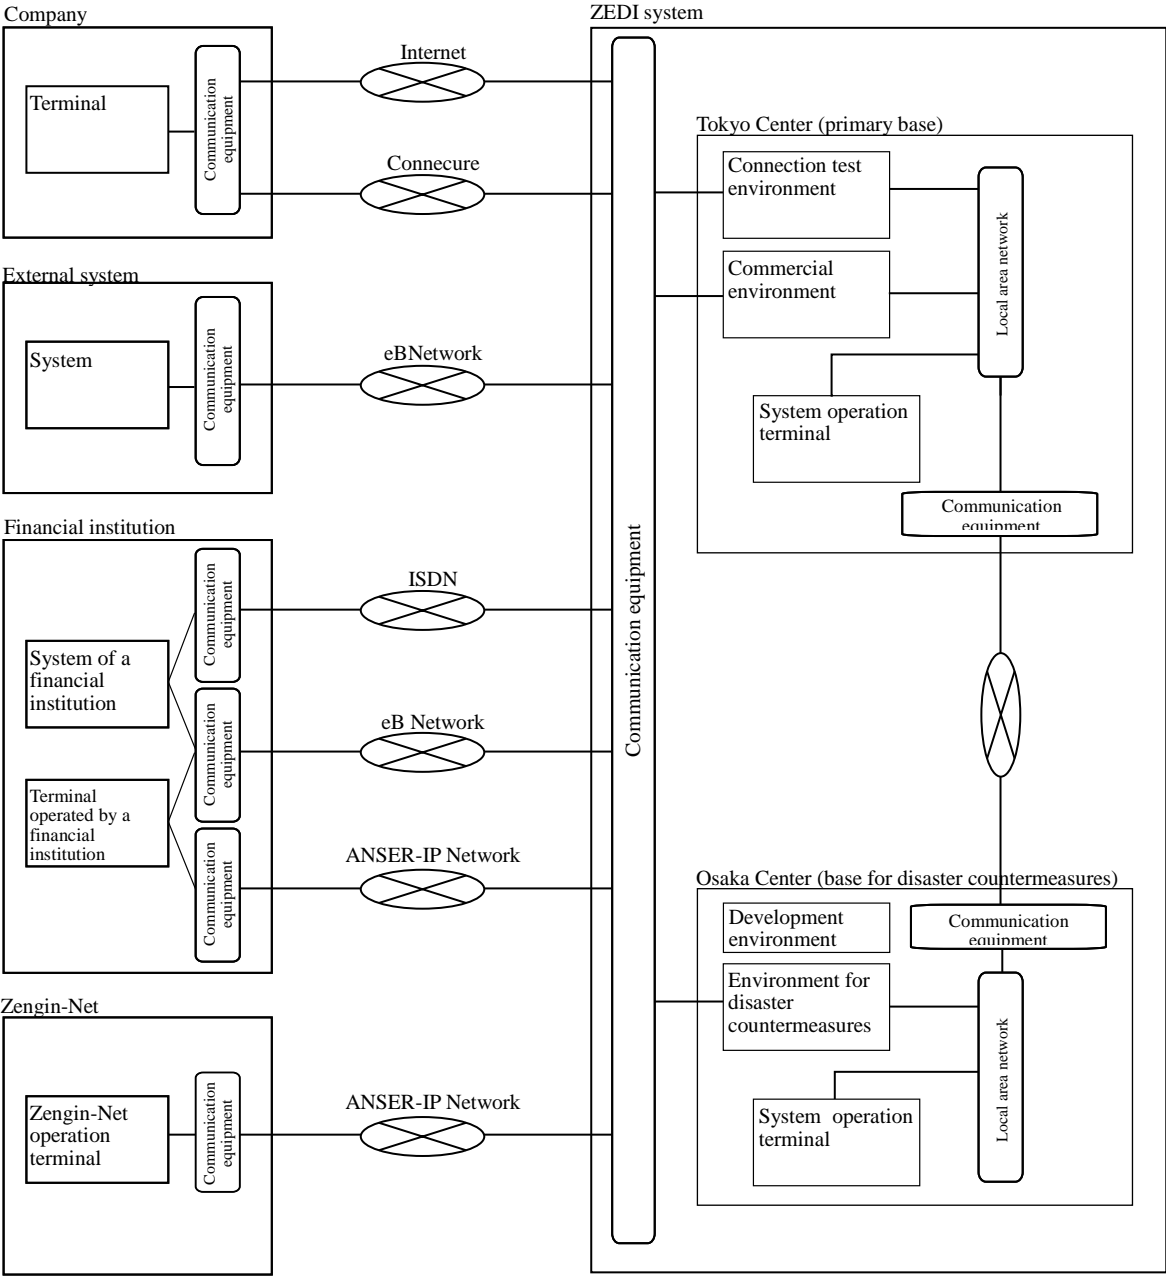 Company
Terminal
Communication
equipment
Internet
Connecure
External system
System
Communication
equipment
eBNetwork
Financial institution
System of a
financial
institution
Terminal
operated by a
financial
institution
Communication
equipment
Communication
equipment
Communication
equipment
ISDN
eB Network
ANSER-IP Network
Zengin-Net
Zengin-Net
operation
terminal
Communication
equipment
ANSER-IP Network
ZEDI system
Communication equipment
Tokyo Center (primary base)
Connection test
environment
Commercial
environment
System operation
terminal
Local area network
Communication
equipment
Osaka Center (base for disaster countermeasures)
Development
environment
Communication
equipment
Environment for
disaster
countermeasures
System operation
terminal
Local area network